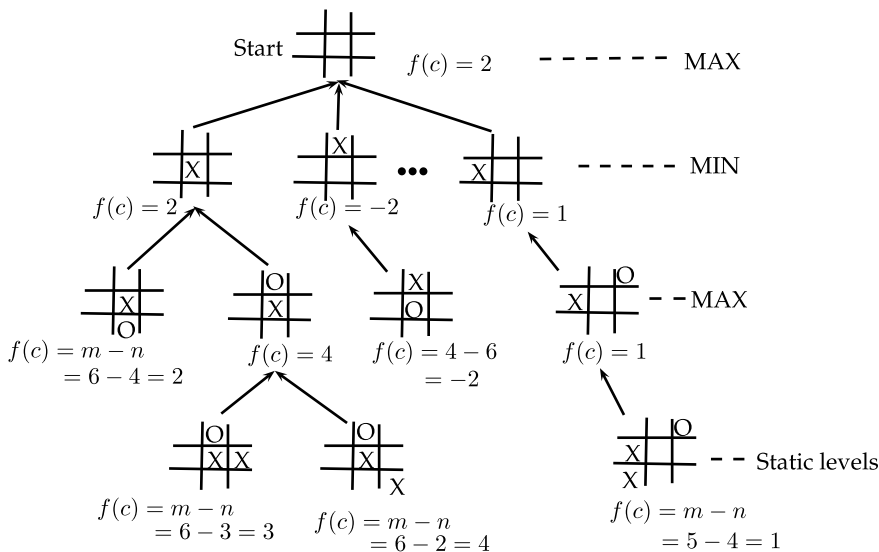 Start
f(c) = 2
MAX
X
X
•••
X
MIN
f(c) = 2
f(c) = −2
f(c) = 1
X
O
O
X
X
O
O
X
MAX
f(c) = m − n
= 6 − 4 = 2
f(c) = 4
f(c) = 4 − 6
= −2
f(c) = 1
O
X X
O
X
X
O
X
X
Static levels
f(c) = m − n
= 6 − 3 = 3
f(c) = m − n
= 6 − 2 = 4
f(c) = m − n
= 5 − 4 = 1